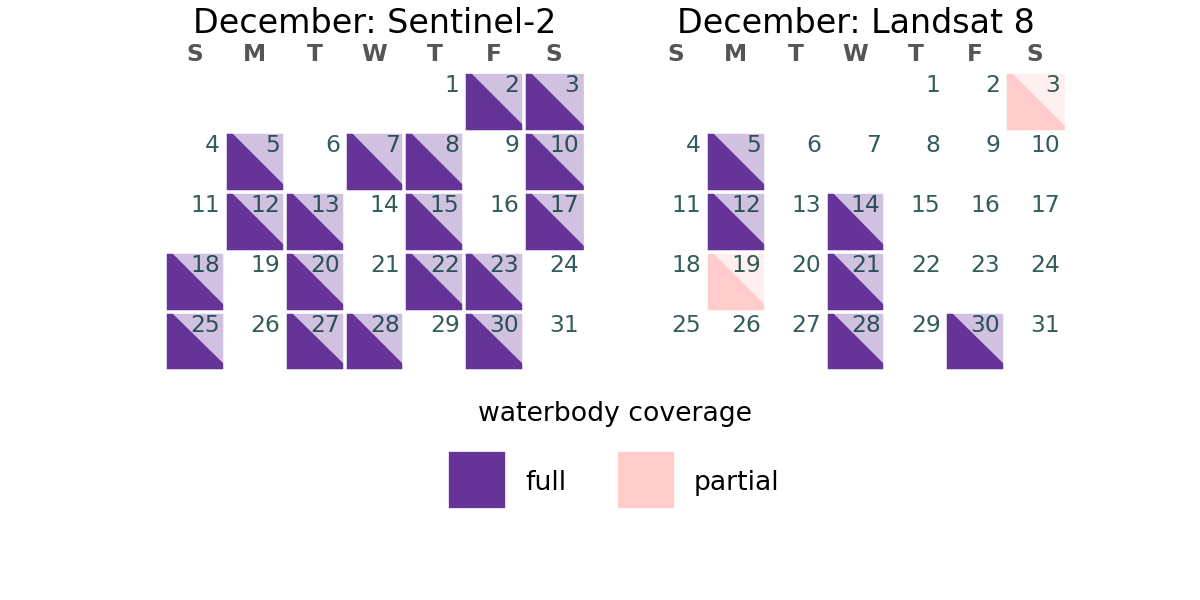 December: Sentinel-2
S M T W T F S
1 2 3
4 5 6 7 8 9 10
11 12 13 14 15 16 17
18 19 20 21 22 23 24
25 26 27 28 29 30 31
December: Landsat 8
S M T W T F S
1 2 3
4 5 6 7 8 9 10
11 12 13 14 15 16 17
18 19 20 21 22 23 24
25 26 27 28 29 30 31
waterbody coverage
full partial